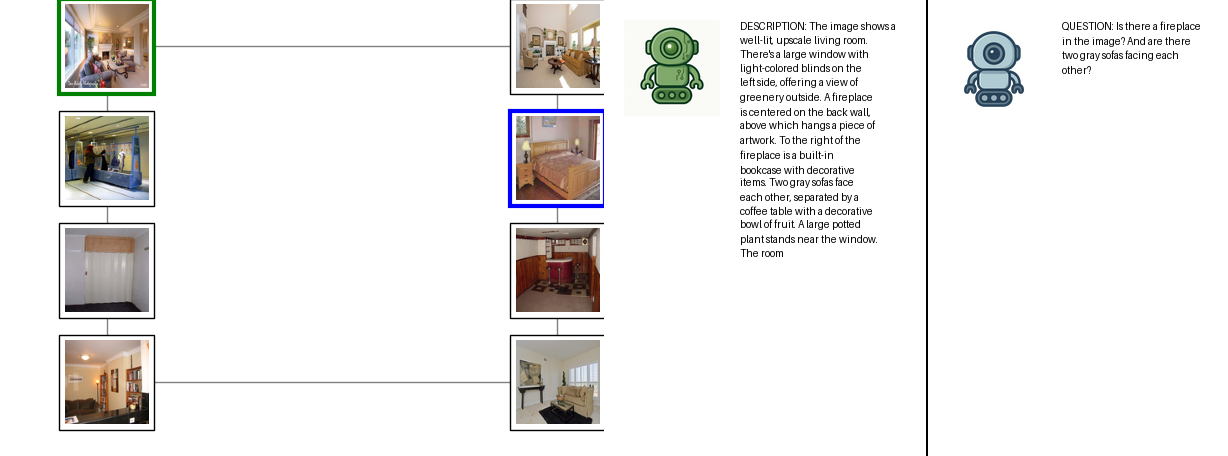 DESCRIPTION: The image shows a
well-lit, upscale living room.
There's a large window with
light-colored blinds on the
left side, offering a view of
greenery outside. A fireplace
is centered on the back wall,
above which hangs a piece of
artwork. To the right of the
fireplace is a built-in
bookcase with decorative
items. Two gray sofas face
each other, separated by a
coffee table with a decorative
bowl of fruit. A large potted
plant stands near the window.
The room
QUESTION: Is there a fireplace
in the image? And are there
two gray sofas facing each
other?